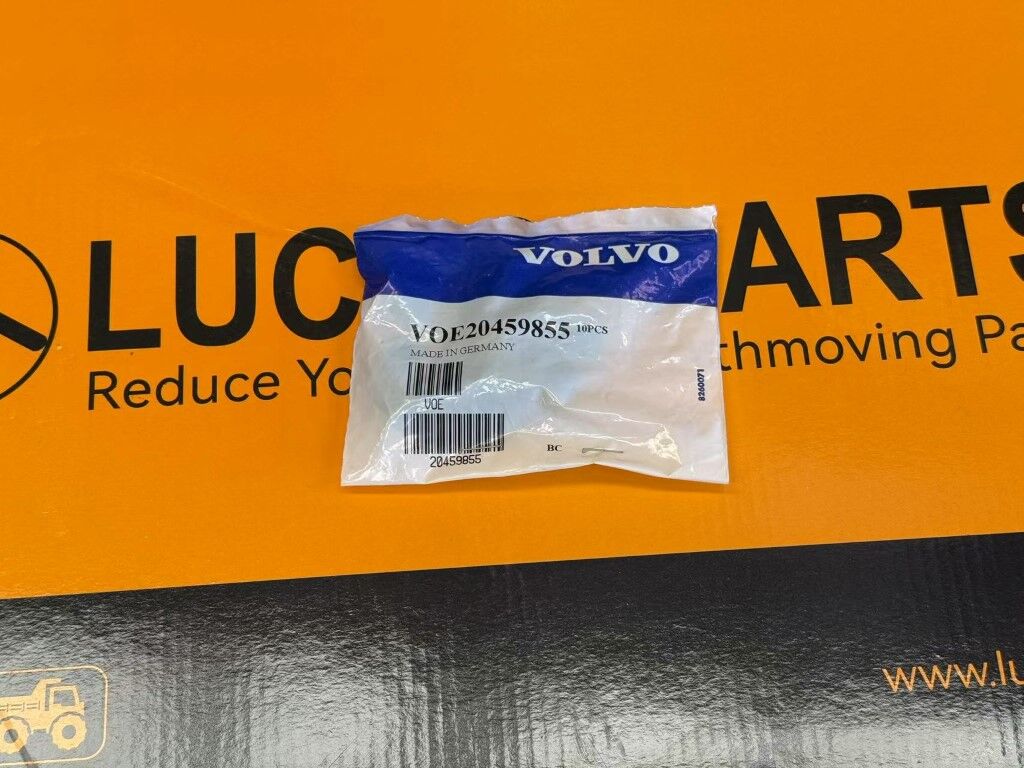 LUC ARTS
Reduce Yo thmoving Pa
VOLVO
VOE20459855 10PCS
MADE IN GERMANY
VOE
20459855
BC
8260071
www.lu